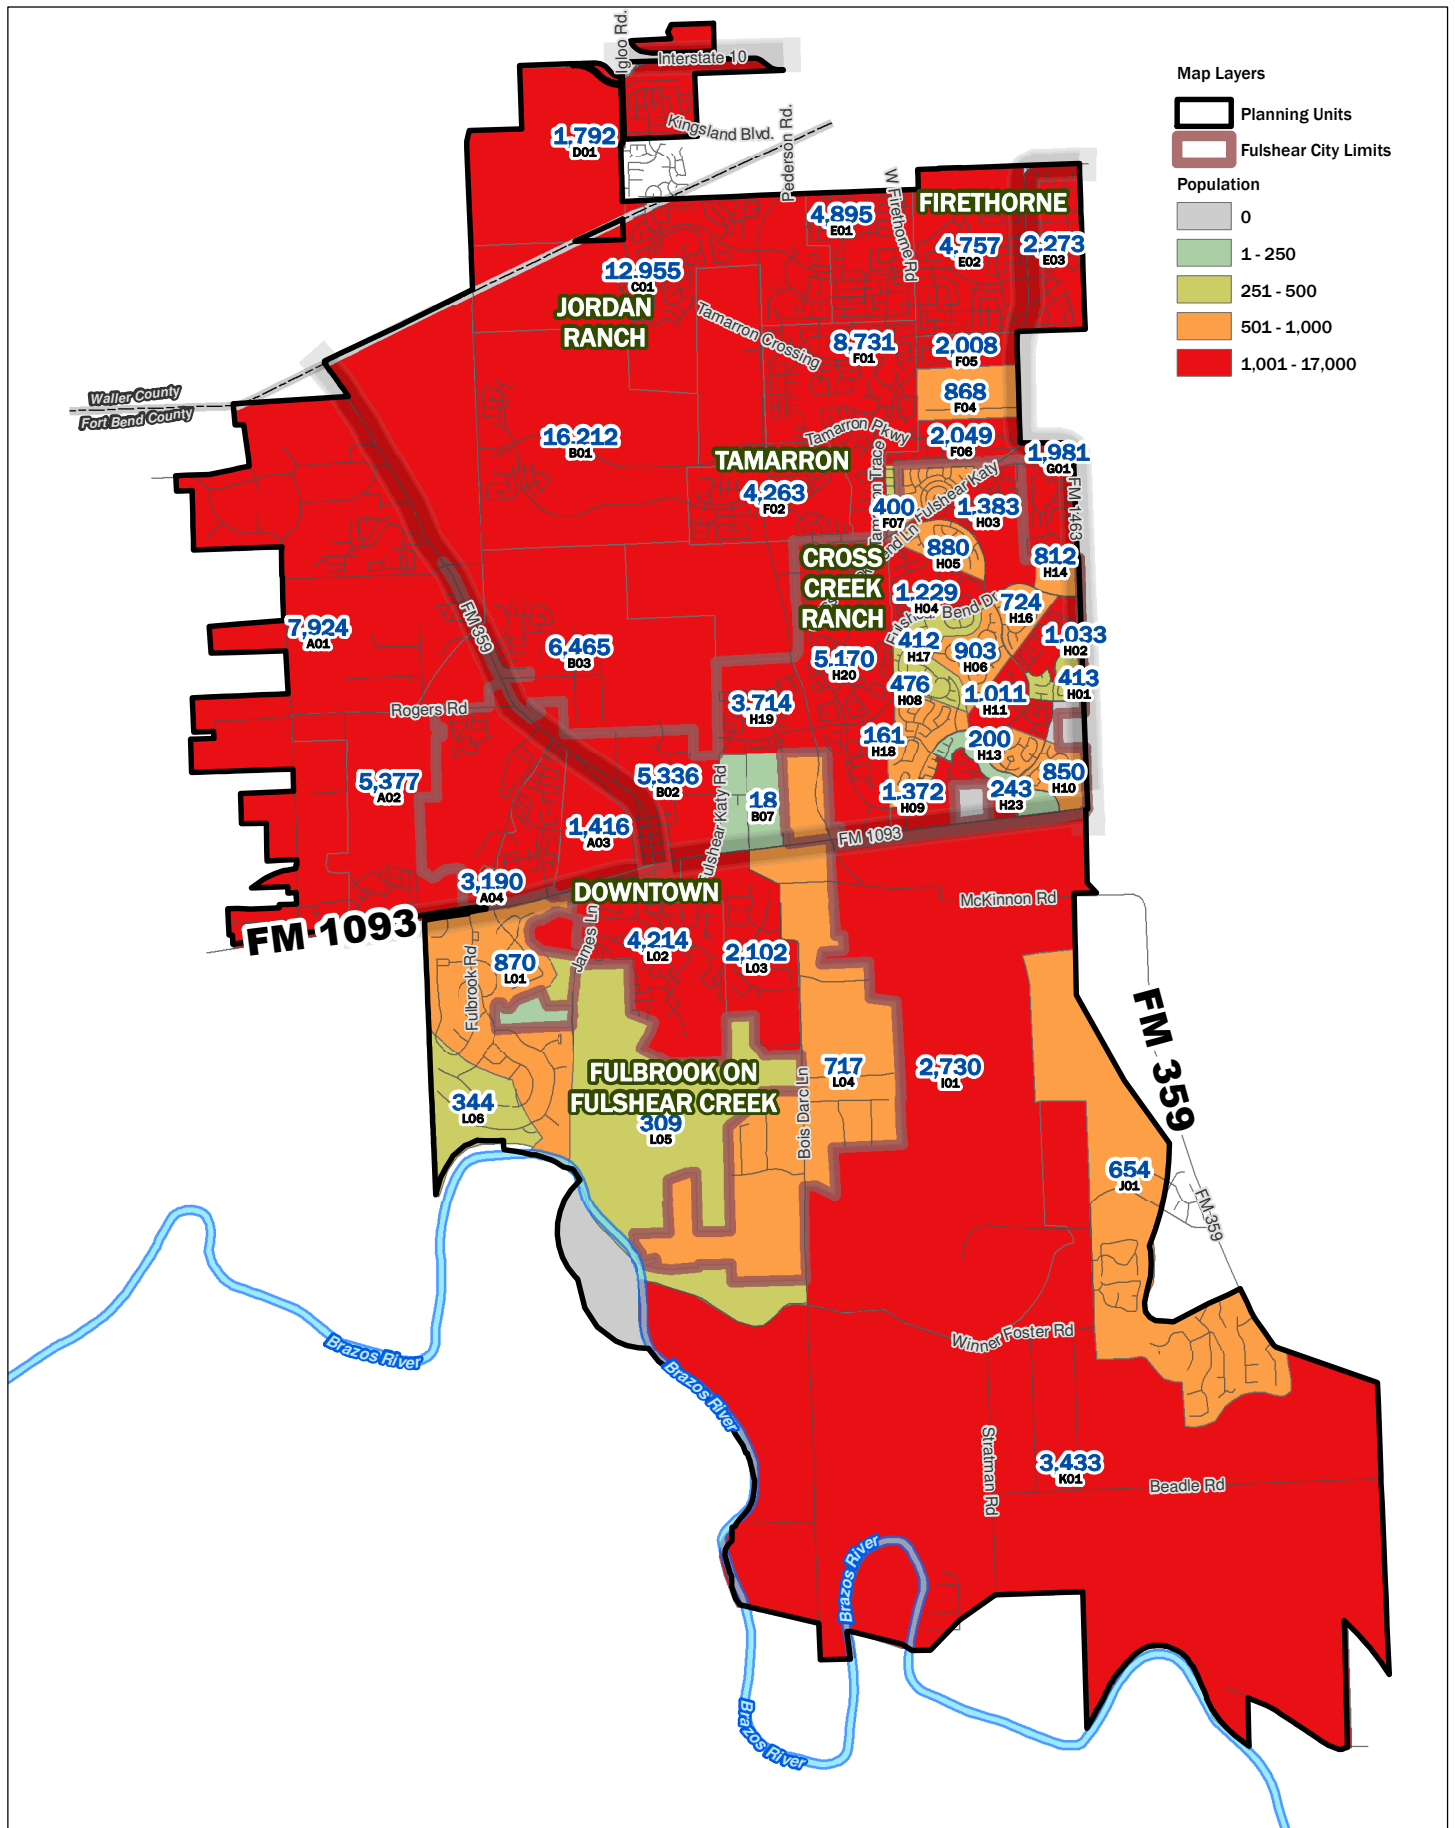 Igloo Rd.
Interstate 10
Map Layers
Planning Units
Fulshear City Limits
Population
0
1 - 250
251 - 500
501 - 1,000
1,001 - 17,000
Kingsland Blvd.
Pederson Rd.
1,792
D01
W Firethorne Rd
FIRETHORNE
4,895
E01
4,757
E02
2,273
E03
12,955
C01
JORDAN
RANCH
Tamarron Crossing
8,731
F01
2,008
F05
868
F04
Waller County
Fort Bend County
16,212
B01
Tamarron Pkwy
2,049
F06
1,981
G01
TAMARRON
4,263
F02
Fulshear Katy
FM 1463
400
F07
1,383
H03
CROSS
CREEK
RANCH
880
H05
812
H14
1,229
H04
Bend Dr
724
H16
FM 359
7,924
A01
6,465
B03
412
H17
903
H06
1,033
H02
5,170
H20
476
H08
1,011
H11
413
H01
Rogers Rd
3,714
H19
161
H18
200
H13
5,377
A02
5,336
B02
Fulshear Katy Rd
18
B07
1,372
H09
243
H23
850
H10
1,416
A03
FM 1093
3,190
A04
DOWNTOWN
McKinnon Rd
FM 1093
James Ln
4,214
L02
2,102
L03
870
L01
Fulbrook Rd
FM 359
FULBROOK ON
FULSHEAR CREEK
717
L04
2,730
I01
344
L06
309
L05
Bois Darc Ln
654
J01
FM-359
Brazos River
Winner Foster Rd
Brazos River
Stratman Rd
3,433
K01
Beadle Rd
Brazos River
Brazos River